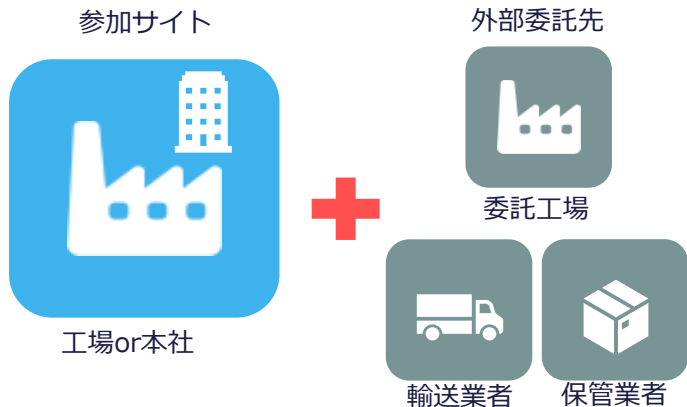 参加サイト
外部委託先
委託工場
工場or本社
輸送業者
保管業者